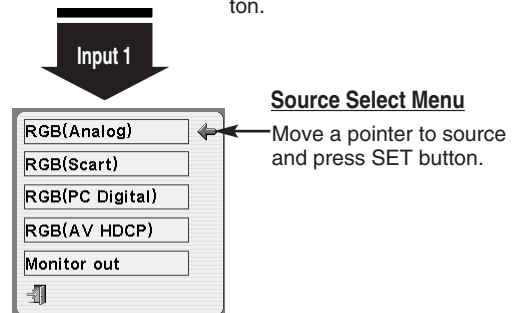 ton.
Input 1
Source Select Menu
Move a pointer to source
and press SET button.
RGB(Analog)
RGB(Scart)
RGB(PC Digital)
RGB(AV HDCP)
Monitor out